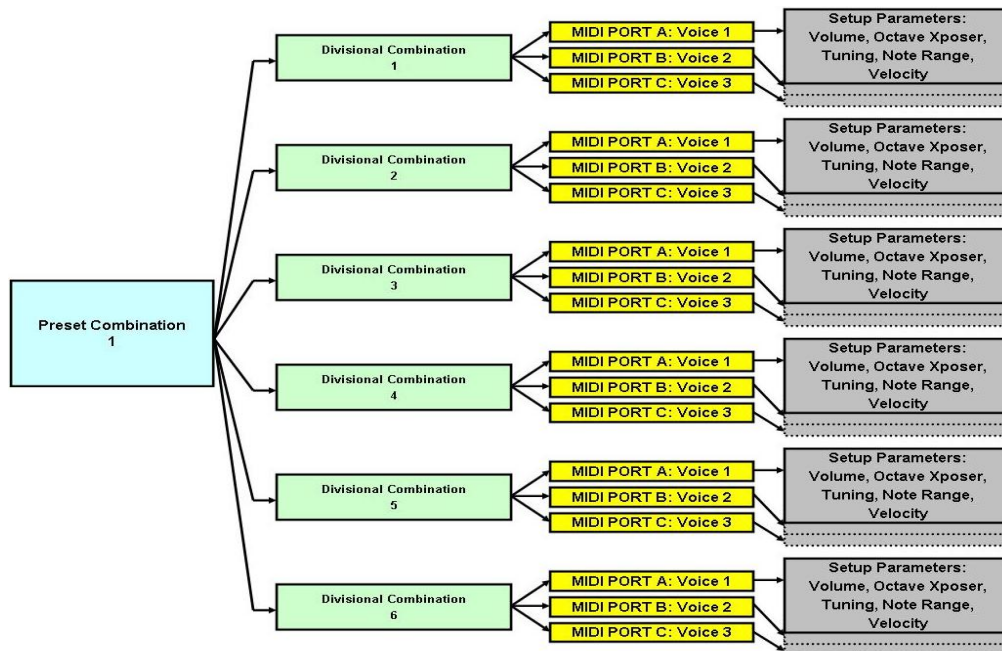 Preset Combination
1
Divisional Combination
1
MIDI PORT A: Voice 1
MIDI PORT B: Voice 2
MIDI PORT C: Voice 3
Setup Parameters:
Volume, Octave Xposer,
Tuning, Note Range,
Velocity
Divisional Combination
2
MIDI PORT A: Voice 1
MIDI PORT B: Voice 2
MIDI PORT C: Voice 3
Setup Parameters:
Volume, Octave Xposer,
Tuning, Note Range,
Velocity
Divisional Combination
3
MIDI PORT A: Voice 1
MIDI PORT B: Voice 2
MIDI PORT C: Voice 3
Setup Parameters:
Volume, Octave Xposer,
Tuning, Note Range,
Velocity
Divisional Combination
4
MIDI PORT A: Voice 1
MIDI PORT B: Voice 2
MIDI PORT C: Voice 3
Setup Parameters:
Volume, Octave Xposer,
Tuning, Note Range,
Velocity
Divisional Combination
5
MIDI PORT A: Voice 1
MIDI PORT B: Voice 2
MIDI PORT C: Voice 3
Setup Parameters:
Volume, Octave Xposer,
Tuning, Note Range,
Velocity
Divisional Combination
6
MIDI PORT A: Voice 1
MIDI PORT B: Voice 2
MIDI PORT C: Voice 3
Setup Parameters:
Volume, Octave Xposer,
Tuning, Note Range,
Velocity